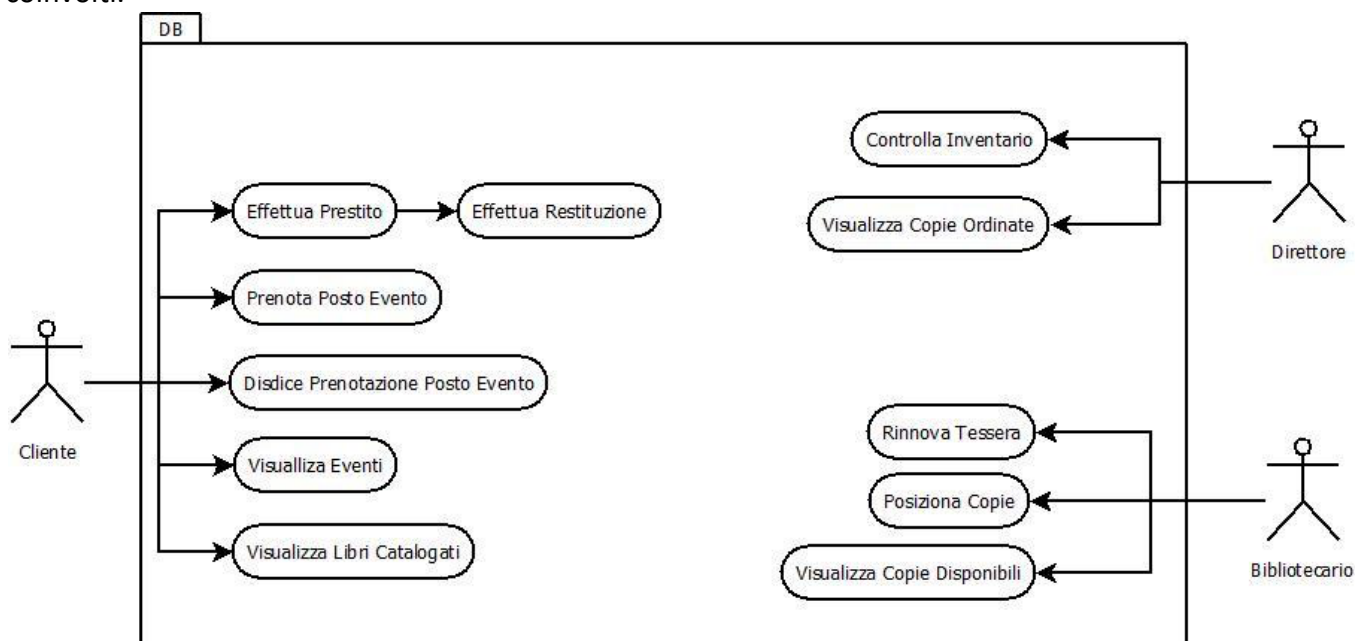 DB
Controlla Inventario
Effettua Prestito
Effettua Restituzione
Visualizza Copie Ordinate
Direttore
Prenota Posto Evento
Disdice Prenotazione Posto Evento
Cliente
Rinnova Tessera
Visualliza Eventi
Posiziona Copie
Visualizza Libri Catalogati
Visualizza Copie Disponibili
Bibliotecario